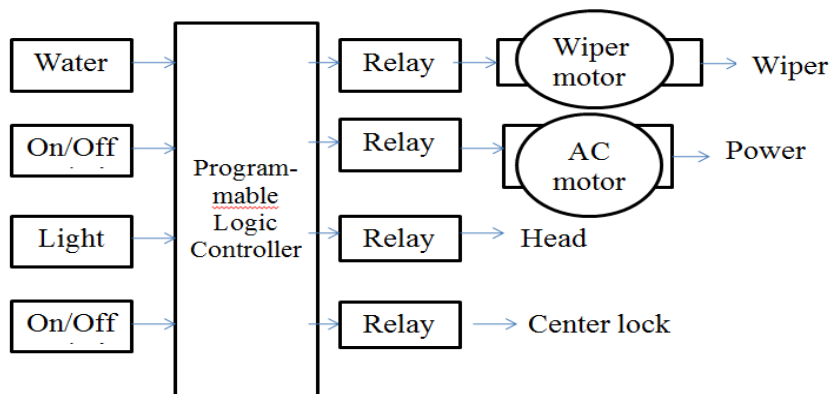 Water
Relay
Wiper
motor
Wiper
On/Off
Relay
AC
motor
Power
Program-
mable
Logic
Controller
Light
Relay
Head
On/Off
Relay
Center lock